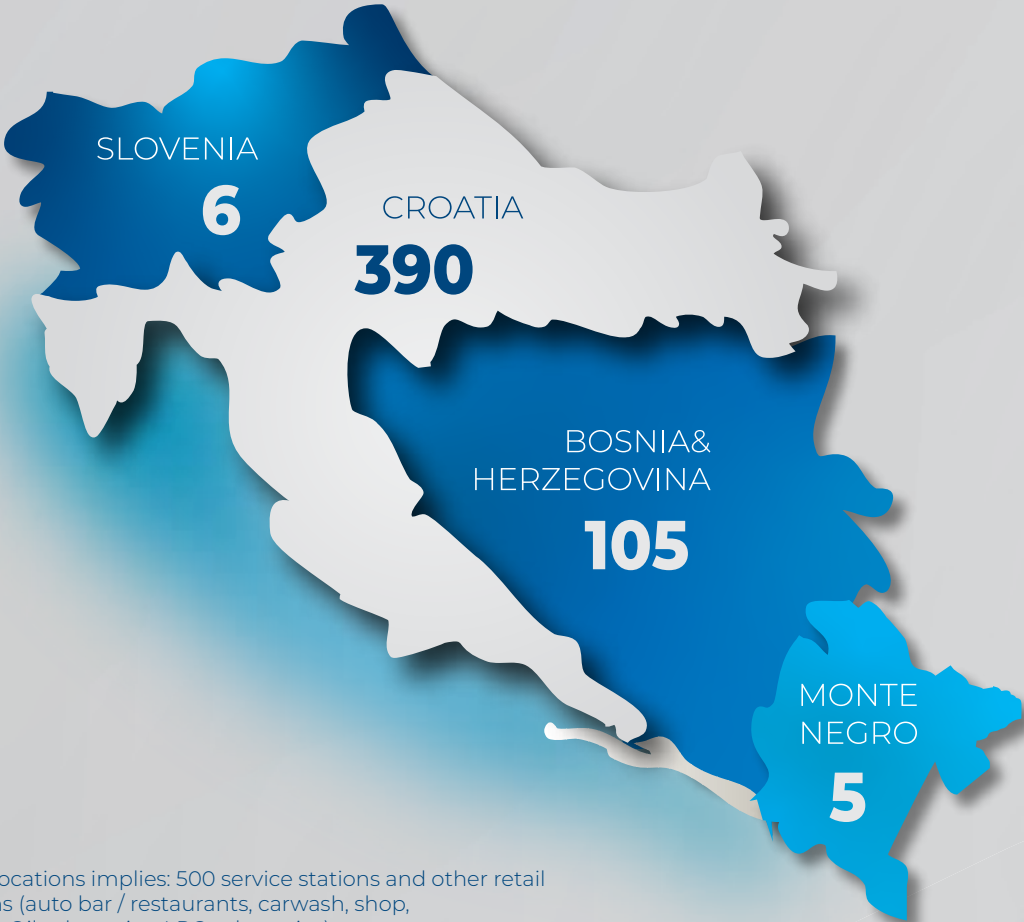 SLOVENIA
6
CROATIA
390
BOSNIA&
HERZEGOVINA
105
MONTE
NEGRO
5
ocations implies: 500 service stations and other retail
(auto bar / restaurants, carwash, shop,